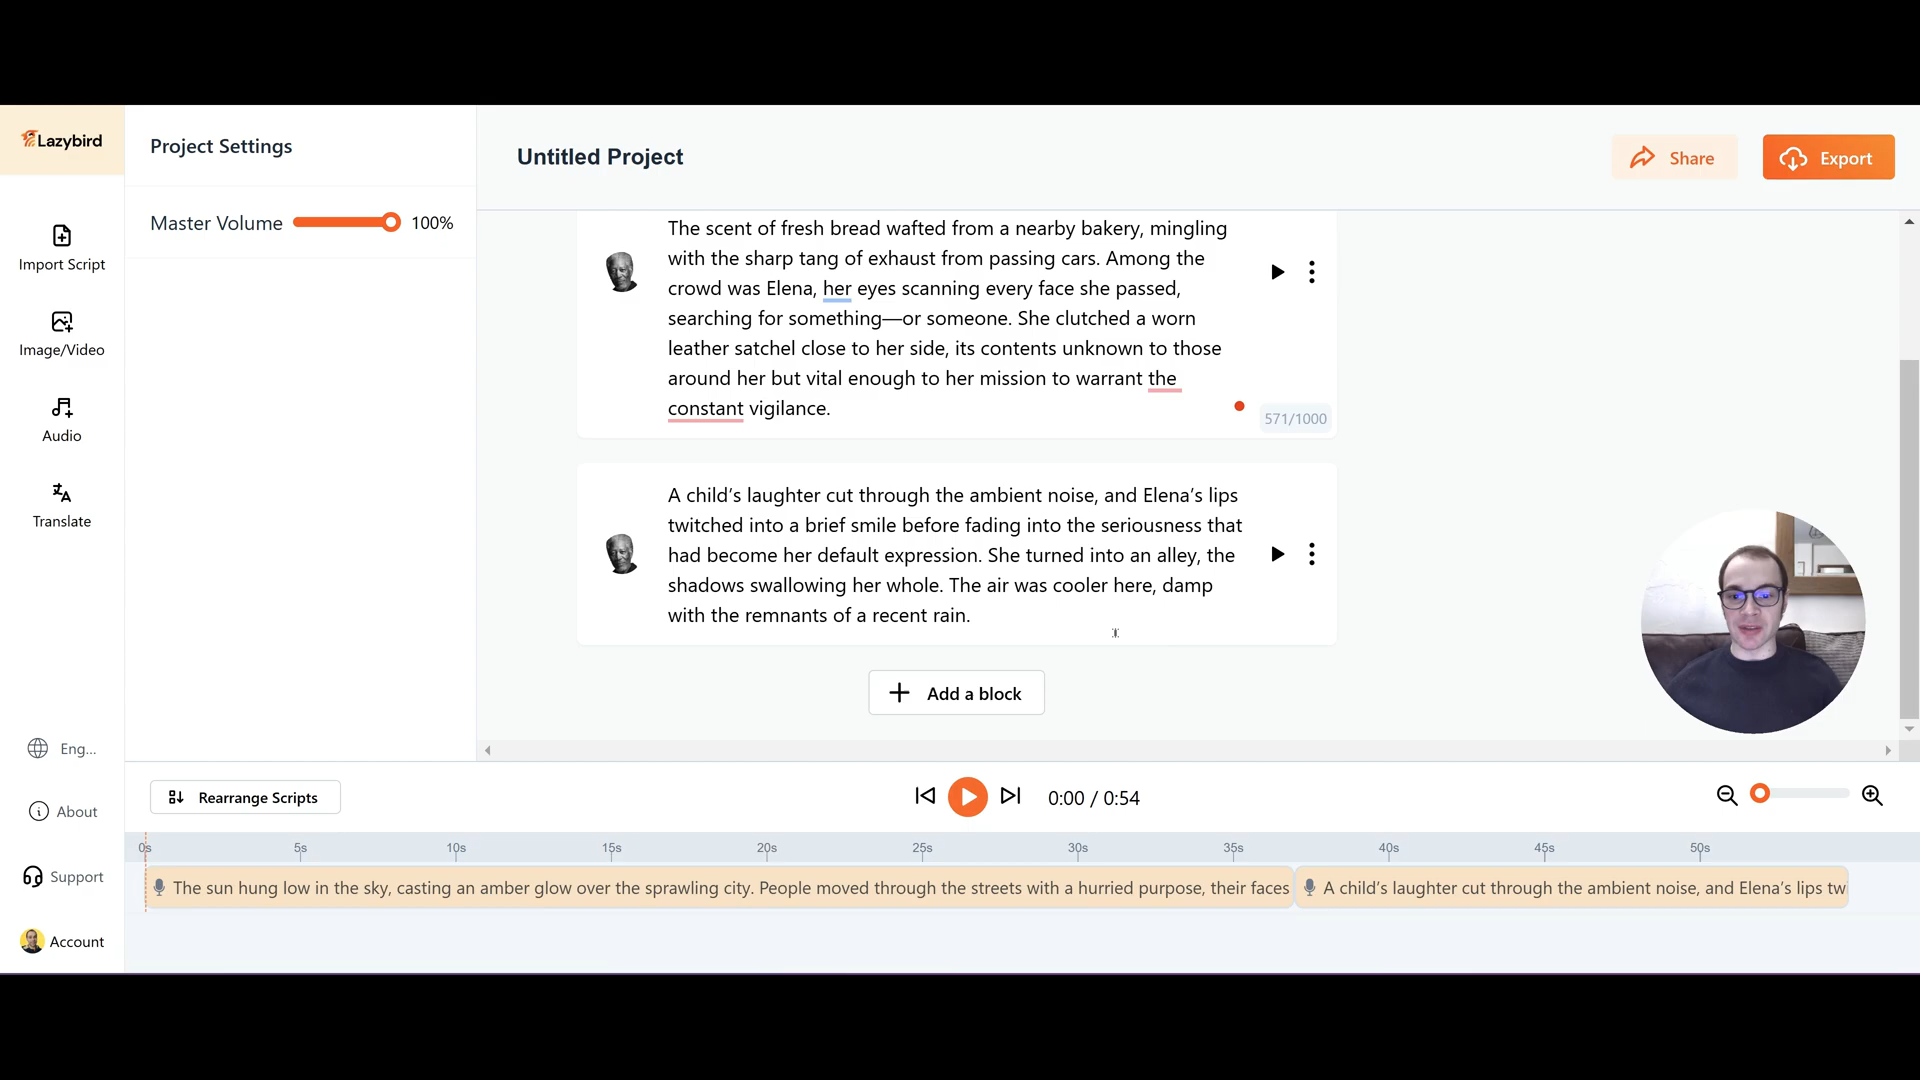 Lazybird
Project Settings
Untitled Project
Share
Export
Master Volume
100%
Import Script
Image/Video
Audio
Translate
Eng...
About
Support
Account
The scent of fresh bread wafted from a nearby bakery, mingling
with the sharp tang of exhaust from passing cars. Among the
crowd was Elena, her eyes scanning every face she passed,
searching for something—or someone. She clutched a worn
leather satchel close to her side, its contents unknown to those
around her but vital enough to her mission to warrant the
constant vigilance.
571/1000
A child’s laughter cut through the ambient noise, and Elena’s lips
twitched into a brief smile before fading into the seriousness that
had become her default expression. She turned into an alley, the
shadows swallowing her whole. The air was cooler here, damp
with the remnants of a recent rain.
Add a block
Rearrange Scripts
0:00 / 0:54
0s 5s 10s 15s 20s 25s 30s 35s 40s 45s 50s
The sun hung low in the sky, casting an amber glow over the sprawling city. People moved through the streets with a hurried purpose, their faces
A child’s laughter cut through the ambient noise, and Elena’s lips tw